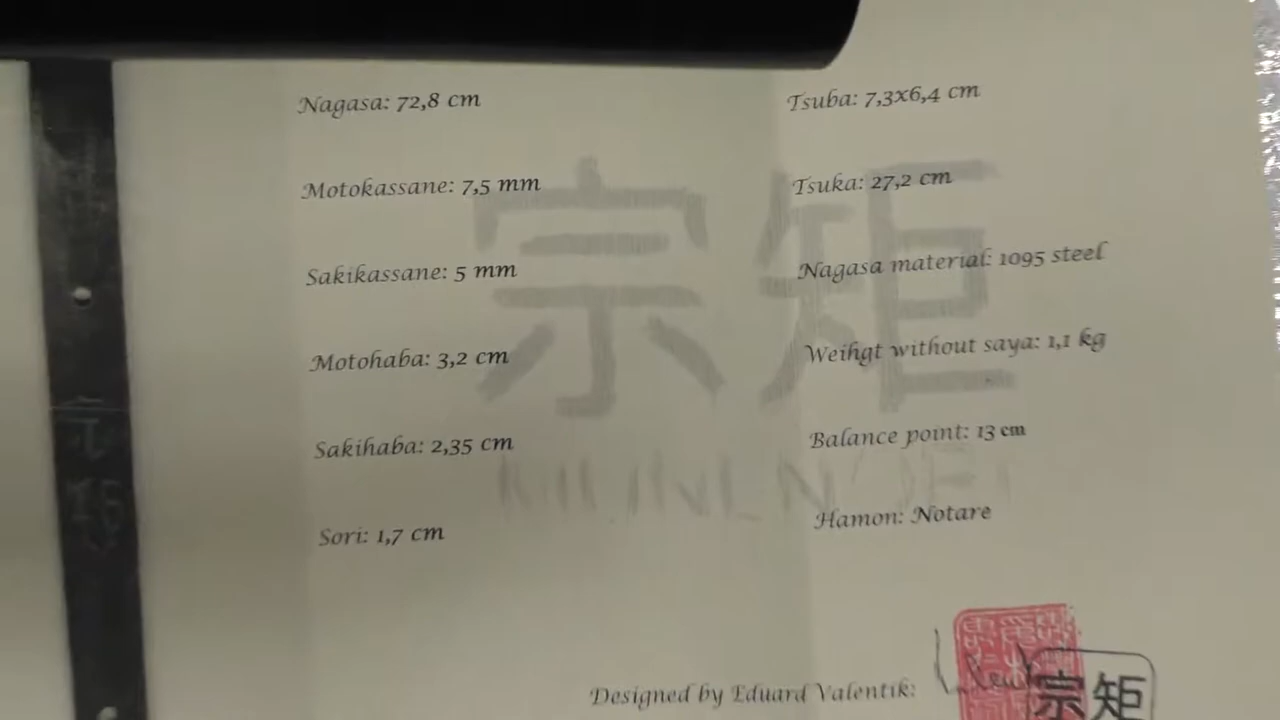 Nagasa: 72,8 cm
Motokassane: 7,5 mm
Sakikassane: 5 mm
Motohaba: 3,2 cm
Sakihaba: 2,35 cm
Sori: 1,7 cm
Tsuba: 7,3x6,4 cm
Tsuka: 27,2 cm
Nagasa material: 1095 steel
Weihgt without saya: 1,1 kg
Balance point: 13 cm
Hamon: Notare
宗矩
Designed by Eduard Valentik:
宗矩